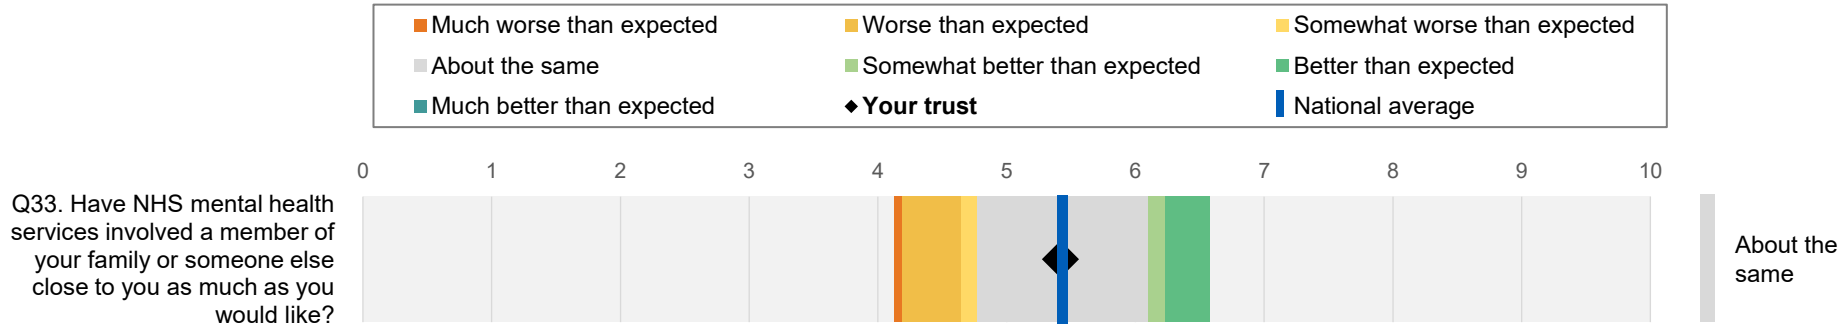 Much worse than expected
Worse than expected
Somewhat worse than expected
About the same
Somewhat better than expected
Better than expected
Much better than expected
Your trust
National average
0 1 2 3 4 5 6 7 8 9 10
Q33. Have NHS mental health
services involved a member of
your family or someone else
close to you as much as you
would like?
About the
same